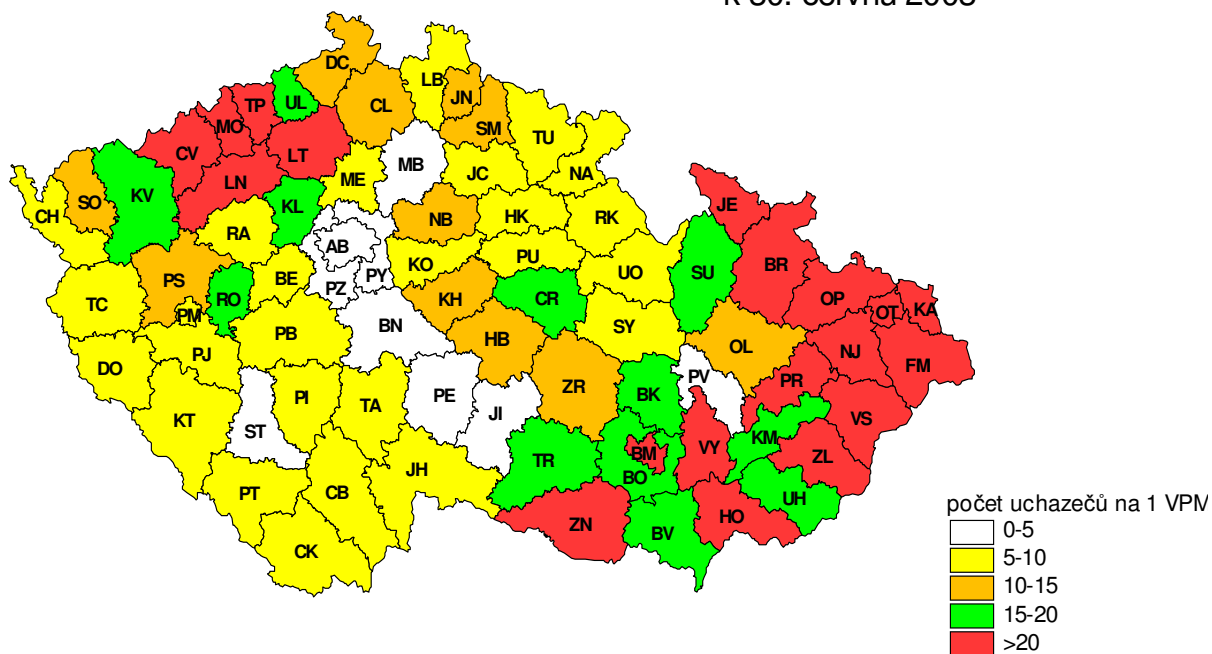 k 30. června
DC
LB
JN
TP
UL
CL
MO
SM
TU
CV
LT
MB
ME
JC
NA
LN
KV
SO
KL
CH
NB
HK
RK
JE
RA
AB
KO
PU
BR
PS
BE
PZ
PY
UO
SU
TC
RO
KH
CR
OP
OT
KA
PM
PB
BN
SY
HB
OL
NJ
DO
PJ
FM
KT
PI
TA
PE
JI
ZR
BK
PV
PR
VS
ST
KM
JH
TR
BM
BO
VY
ZL
PT
CB
UH
CK
ZN
BV
HO
počet uchazečů na 1 VPM
0-5
5-10
10-15
15-20
>20